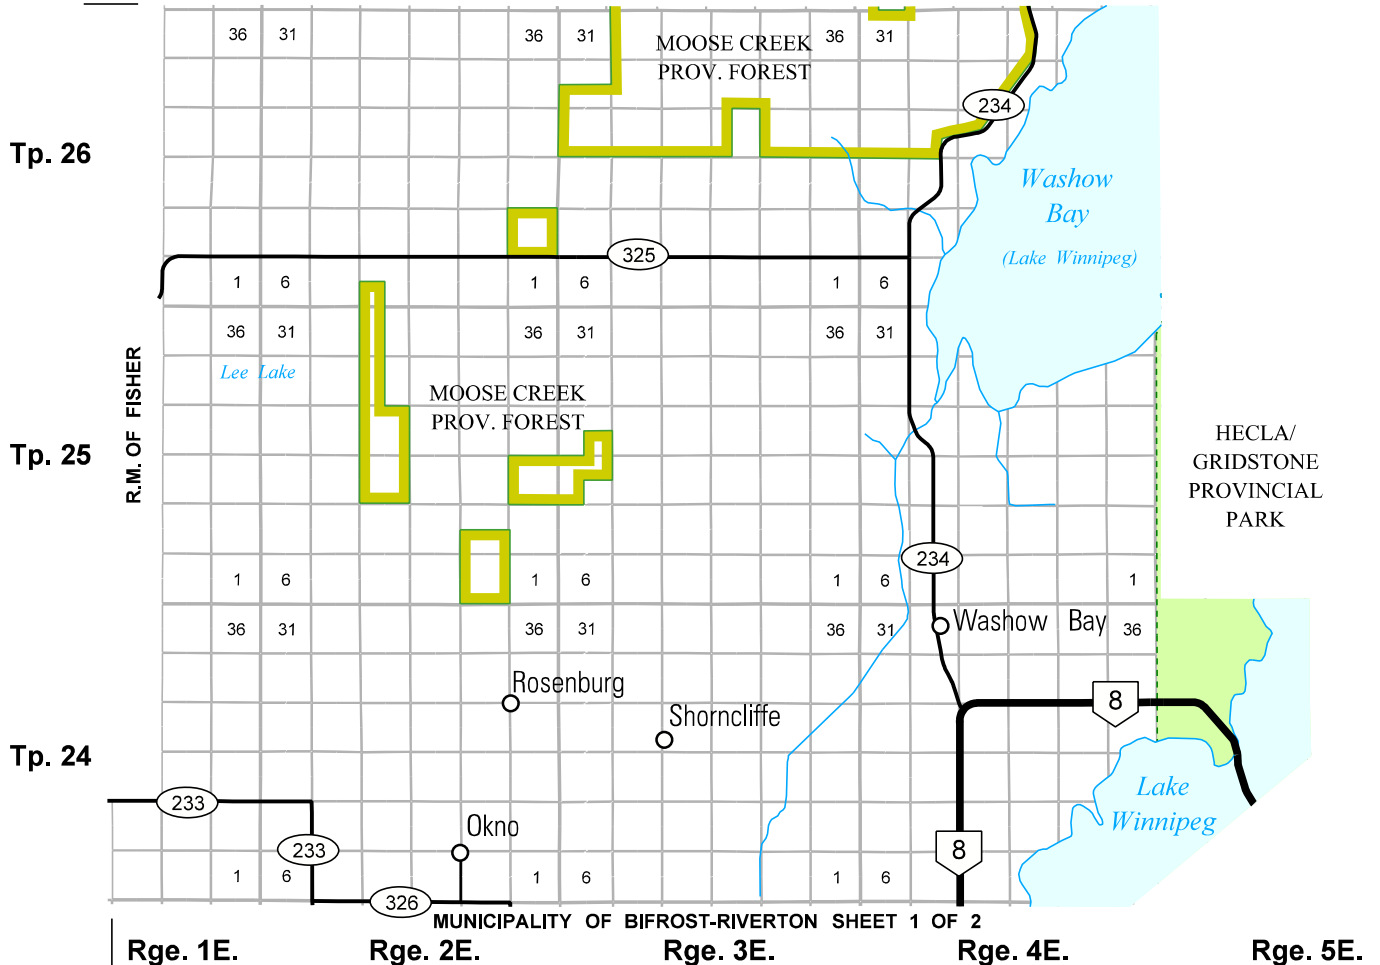 36 31 36 31 36 31
MOOSE CREEK
PROV. FOREST
234
Tp. 26
Washow
Bay
(Lake Winnipeg)
325
1 6 1 6 1 6
36 31 36 31 36 31
Lee Lake
R.M. OF FISHER
MOOSE CREEK
PROV. FOREST
Tp. 25
HECLA/
GRIDSTONE
PROVINCIAL
PARK
234
1 6 1 6 1 6 1
36 31 36 31 36 31 36
Washow Bay
Rosenburg
Shorncliffe
8
Tp. 24
233
Lake
Winnipeg
Okno
233
8
1 6 1 6 1 6
326
MUNICIPALITY OF BIFROST-RIVERTON SHEET 1 OF 2
Rge. 1E. Rge. 2E. Rge. 3E. Rge. 4E. Rge. 5E.